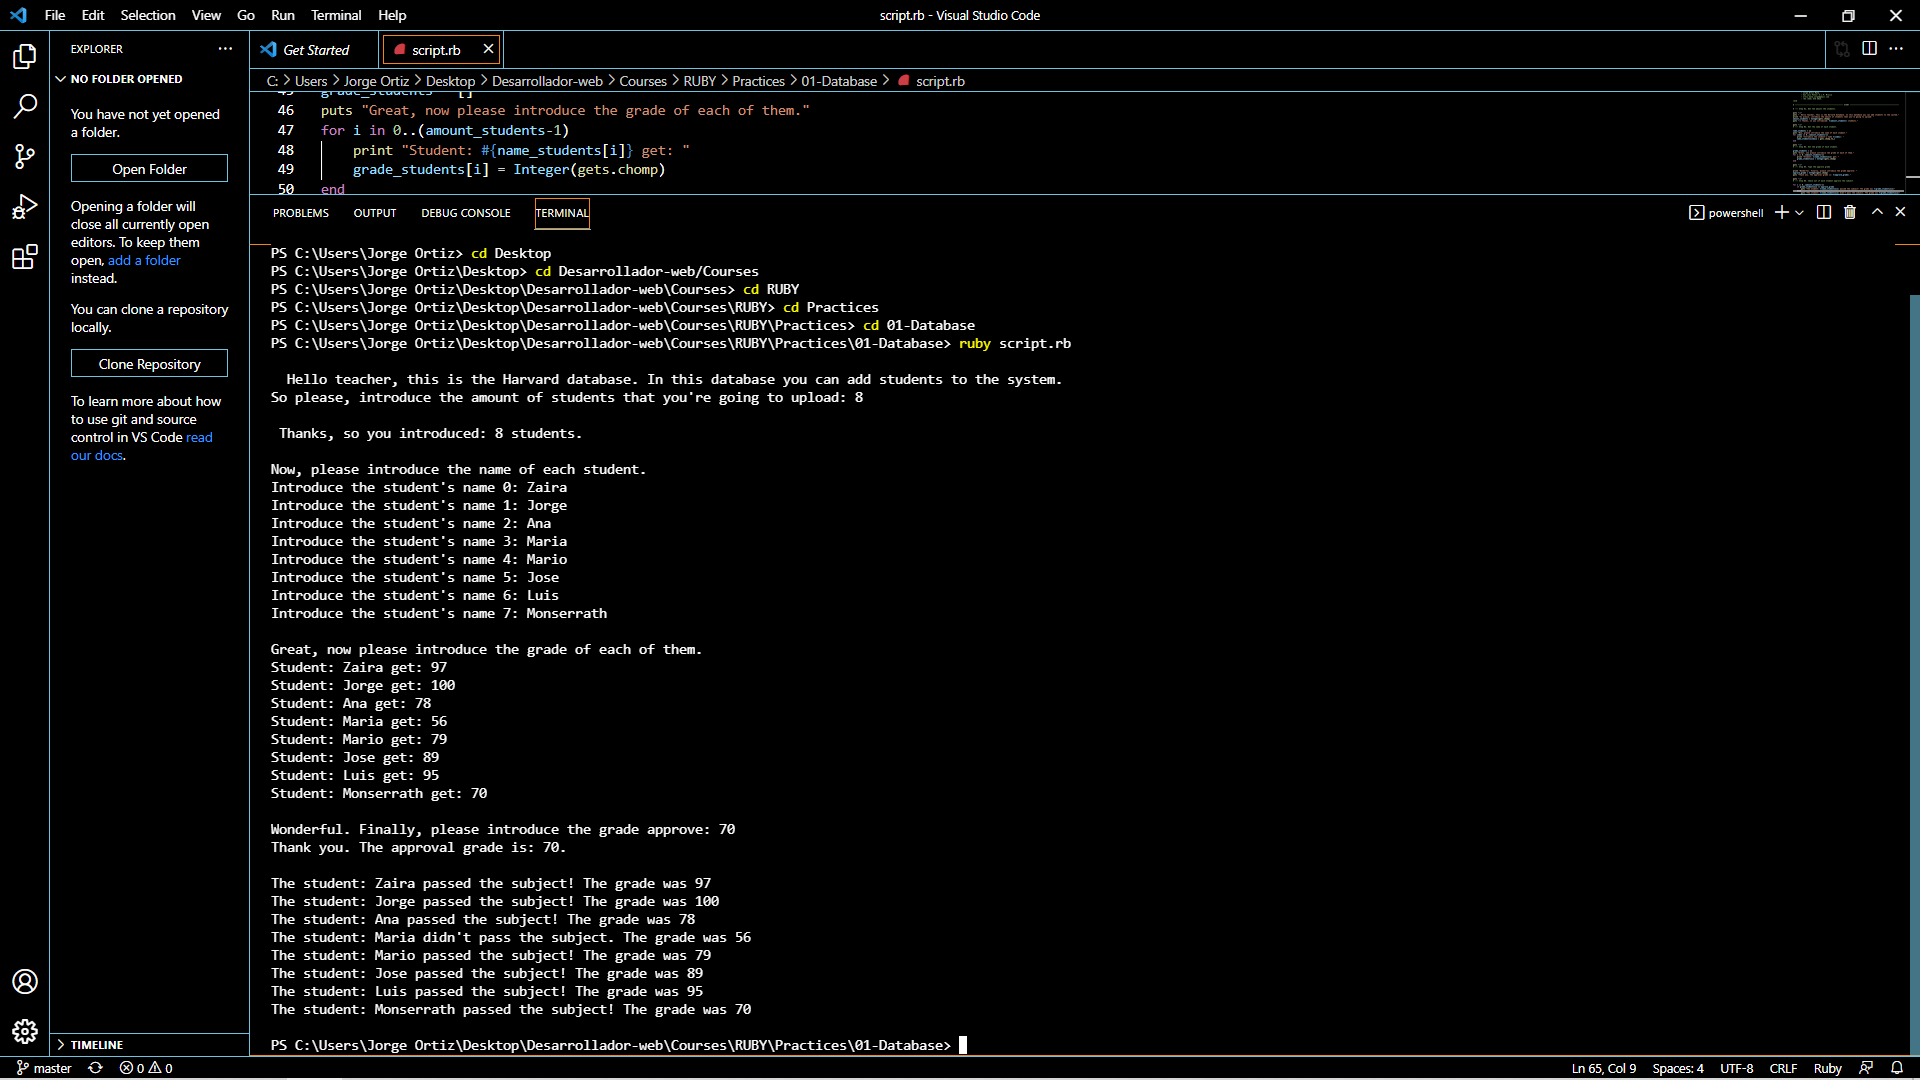 File Edit Selection View Go Run Terminal Help
script.rb - Visual Studio Code
EXPLORER
NO FOLDER OPENED
You have not yet opened
a folder.
Open Folder
Opening a folder will
close all currently open
editors. To keep them
open, add a folder
instead.
You can clone a repository
locally.
Clone Repository
To learn more about how
to use git and source
control in VS Code read
our docs.
TIMELINE
Get Started script.rb
C: > Users > Jorge Ortiz > Desktop > Desarrollador-web > Courses > RUBY > Practices > 01-Database > script.rb
46 puts "Great, now please introduce the grade of each of them."
47 for i in 0..(amount_students-1)
48 print "Student: #{name_students[i]} get: "
49 grade_students[i] = Integer(gets.chomp)
50 end
PROBLEMS OUTPUT DEBUG CONSOLE TERMINAL
powershell
PS C:\Users\Jorge Ortiz> cd Desktop
PS C:\Users\Jorge Ortiz\Desktop> cd Desarrollador-web/Courses
PS C:\Users\Jorge Ortiz\Desktop\Desarrollador-web\Courses> cd RUBY
PS C:\Users\Jorge Ortiz\Desktop\Desarrollador-web\Courses\RUBY> cd Practices
PS C:\Users\Jorge Ortiz\Desktop\Desarrollador-web\Courses\RUBY\Practices> cd 01-Database
PS C:\Users\Jorge Ortiz\Desktop\Desarrollador-web\Courses\RUBY\Practices\01-Database> ruby script.rb
Hello teacher, this is the Harvard database. In this database you can add students to the system.
So please, introduce the amount of students that you're going to upload: 8
Thanks, so you introduced: 8 students.
Now, please introduce the name of each student.
Introduce the student's name 0: Zaira
Introduce the student's name 1: Jorge
Introduce the student's name 2: Ana
Introduce the student's name 3: Maria
Introduce the student's name 4: Mario
Introduce the student's name 5: Jose
Introduce the student's name 6: Luis
Introduce the student's name 7: Monserrath
Great, now please introduce the grade of each of them.
Student: Zaira get: 97
Student: Jorge get: 100
Student: Ana get: 78
Student: Maria get: 56
Student: Mario get: 79
Student: Jose get: 89
Student: Luis get: 95
Student: Monserrath get: 70
Wonderful. Finally, please introduce the grade approve: 70
Thank you. The approval grade is: 70.
The student: Zaira passed the subject! The grade was 97
The student: Jorge passed the subject! The grade was 100
The student: Ana passed the subject! The grade was 78
The student: Maria didn't pass the subject. The grade was 56
The student: Mario passed the subject! The grade was 79
The student: Jose passed the subject! The grade was 89
The student: Luis passed the subject! The grade was 95
The student: Monserrath passed the subject! The grade was 70
PS C:\Users\Jorge Ortiz\Desktop\Desarrollador-web\Courses\RUBY\Practices\01-Database>
master 0 0
Ln 65, Col 9 Spaces: 4 UTF-8 CRLF Ruby